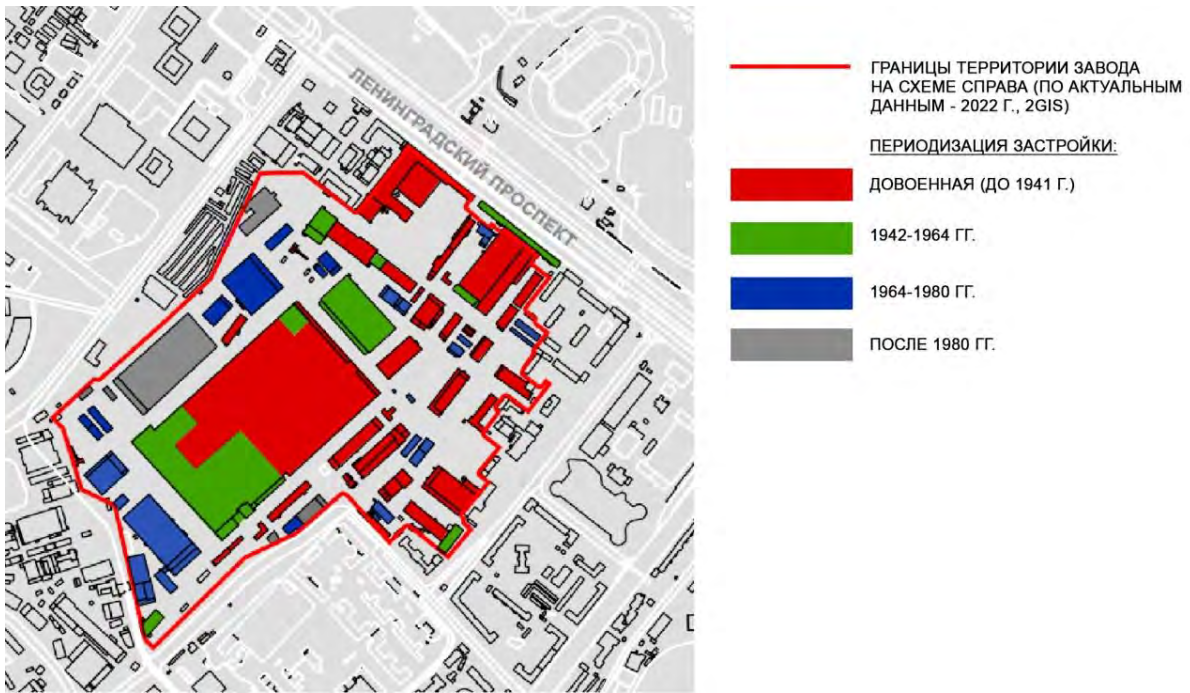 ЛЕНИНГРАДСКИЙ ПРОСПЕКТ
ГРАНИЦЫ ТЕРРИТОРИИ ЗАВОДА
НА СХЕМЕ СПРАВА (ПО АКТУАЛЬНЫМ
ДАННЫМ - 2022 Г., 2GIS)
ПЕРИОДИЗАЦИЯ ЗАСТРОЙКИ:
ДОВОЕННАЯ (ДО 1941 Г.)
1942-1964 ГГ.
1964-1980 ГГ.
ПОСЛЕ 1980 ГГ.